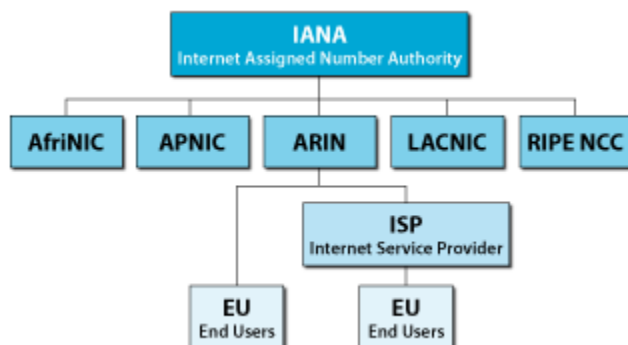 IANA
Internet Assigned Number Authority
AfriNIC
APNIC
ARIN
LACNIC
RIPE NCC
ISP
Internet Service Provider
EU
End Users
EU
End Users